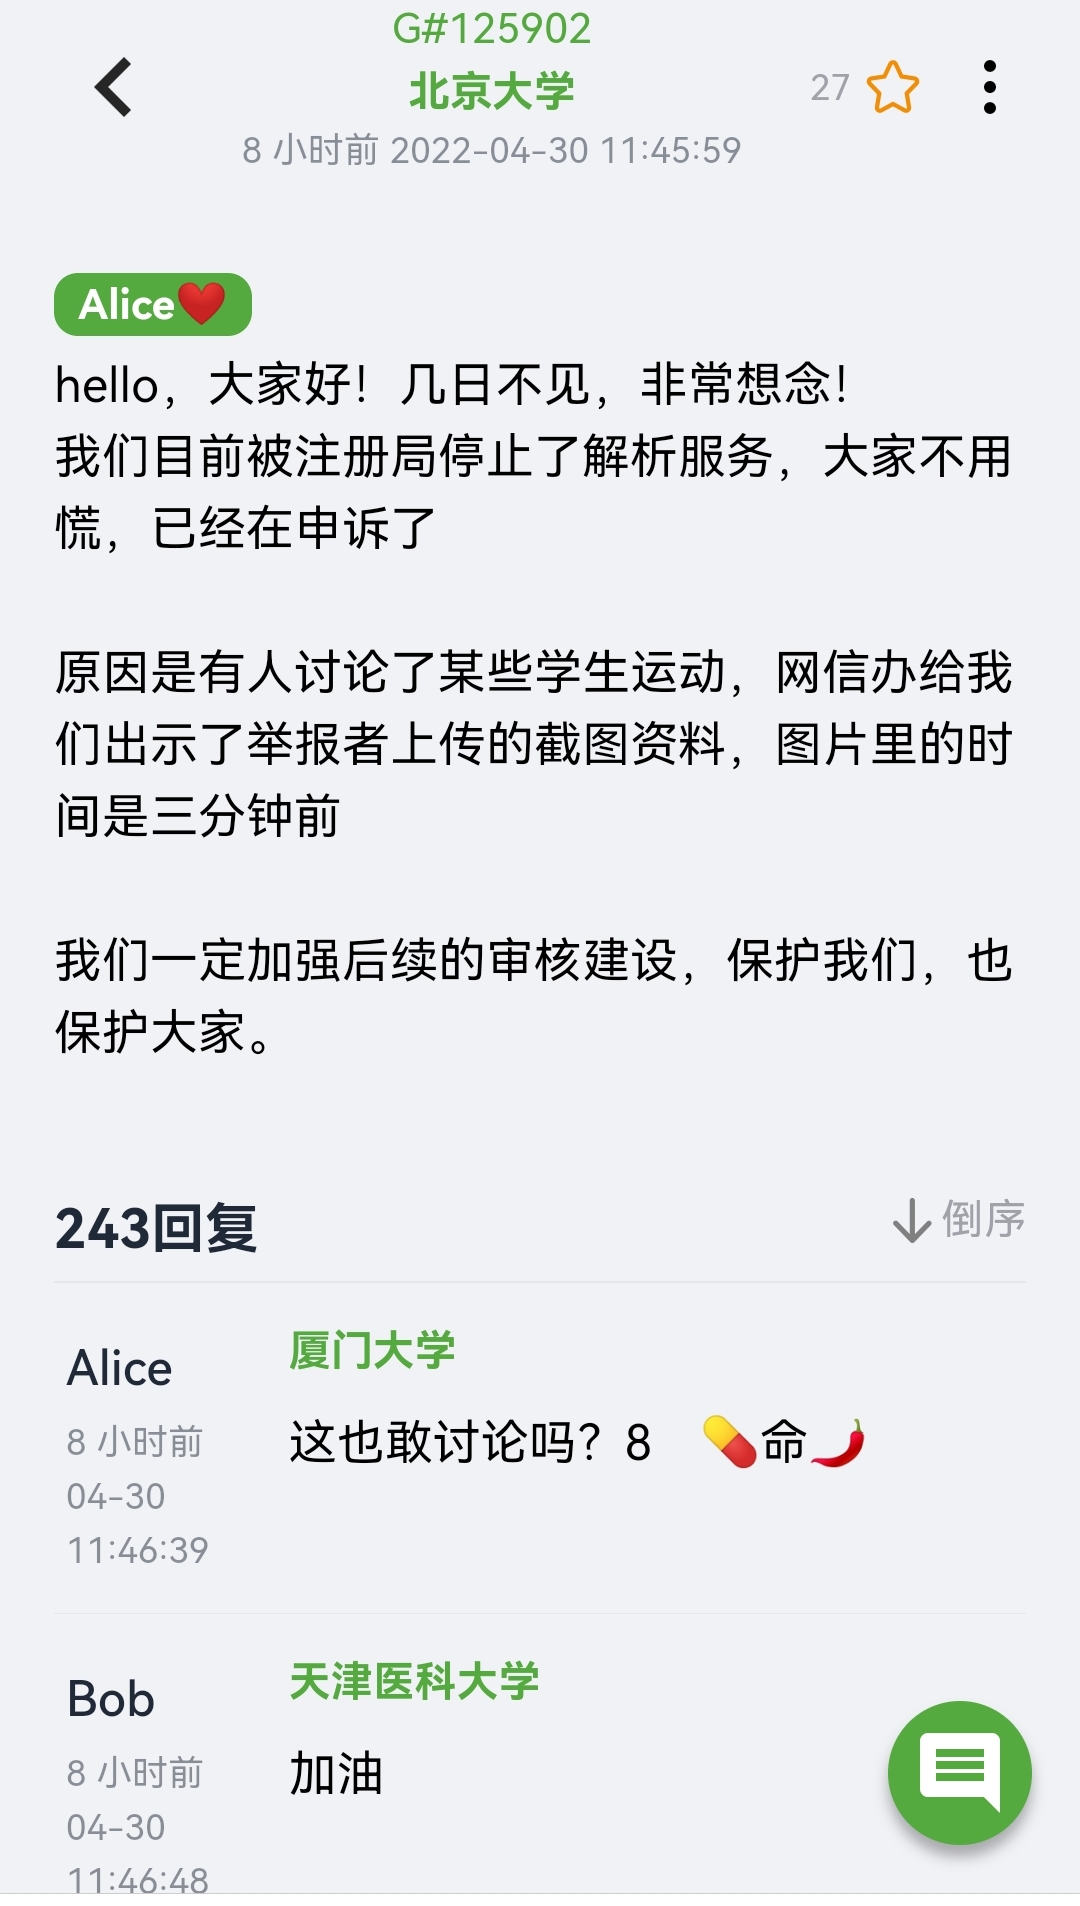 G#125902
北京大学
27
8 小时前 2022-04-30 11:45:59
Alice❤️
hello，大家好！几日不见，非常想念！
我们目前被注册局停止了解析服务，大家不用
慌，已经在申诉了
原因是有人讨论了某些学生运动，网信办给我
们出示了举报者上传的截图资料，图片里的时
间是三分钟前
我们一定加强后续的审核建设，保护我们，也
保护大家。
243回复
倒序
Alice
厦门大学
8 小时前
04-30
11:46:39
这也敢讨论吗？8 💊命🌶️
Bob
天津医科大学
8 小时前
04-30
11:46:48
加油